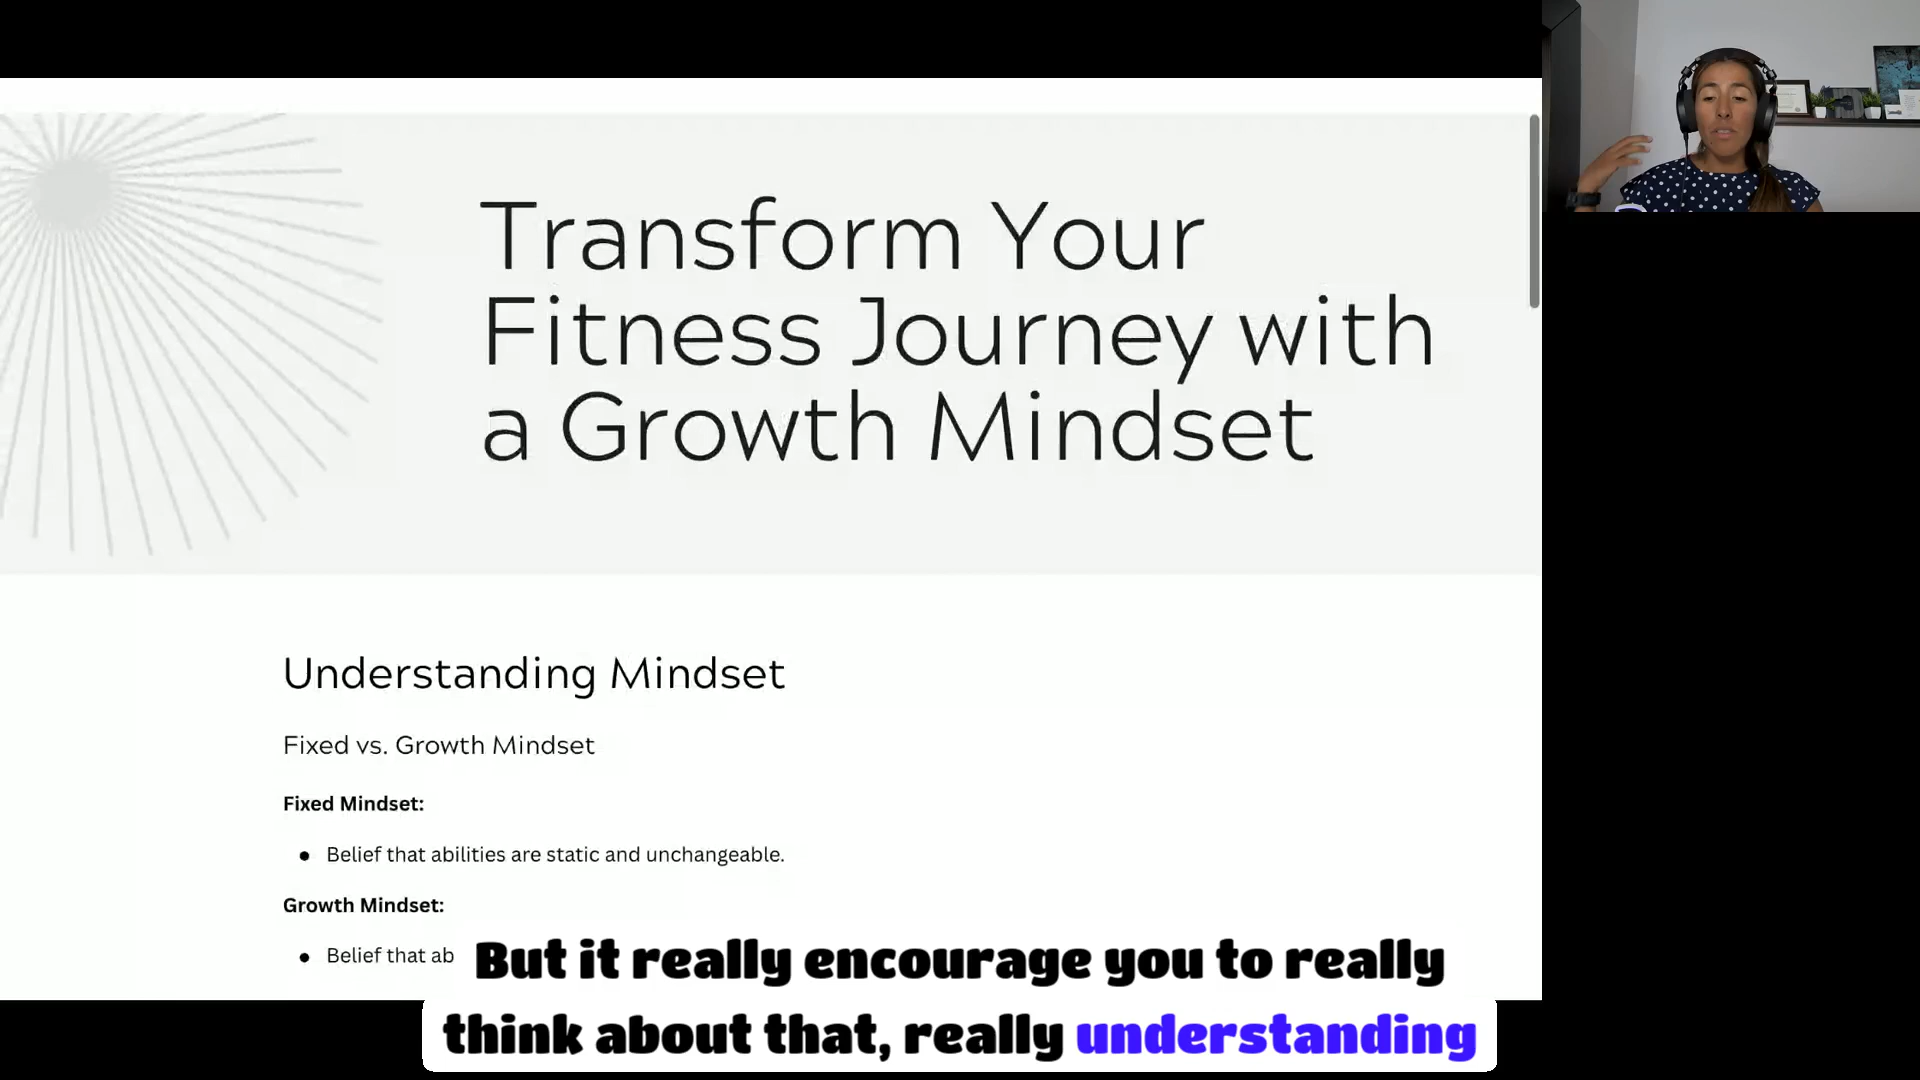 Transform Your
Fitness Journey with
a Growth Mindset
Understanding Mindset
Fixed vs. Growth Mindset
Fixed Mindset:
● Belief that abilities are static and unchangeable.
Growth Mindset:
● Belief that ab
But it really encourage you to really
think about that, really understanding